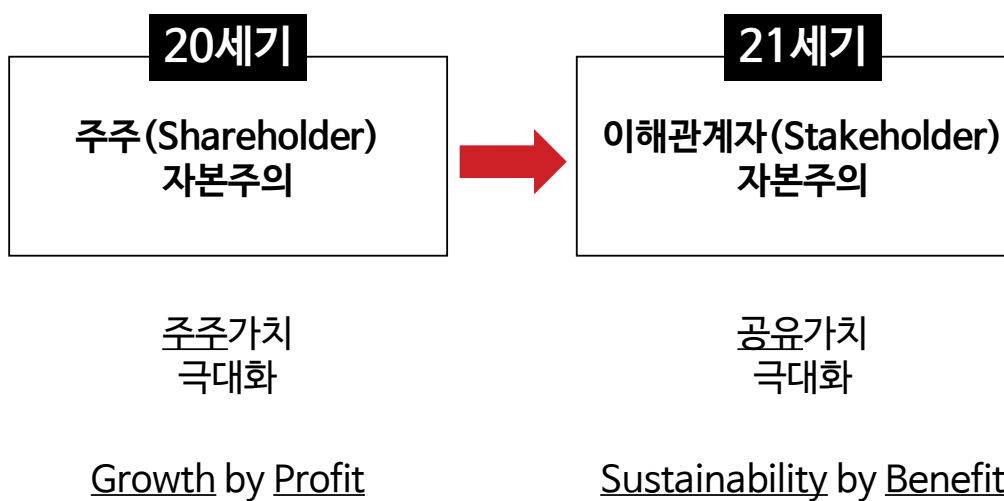 20세기
주주(Shareholder)
자본주의
주주가치
극대화
Growth by Profit
21세기
이해관계자(Stakeholder)
자본주의
공유가치
극대화
Sustainability by Benefit